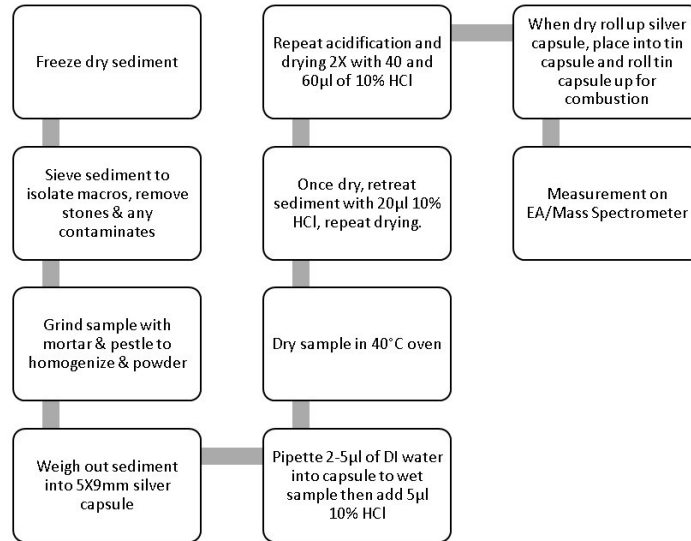 Freeze dry sediment
Sieve sediment to
isolate macros, remove
stones & any
contaminates
Grind sample with
mortar & pestle to
homogenize & powder
Weigh out sediment
into 5X9mm silver
capsule
Pipette 2-5µl of DI water
into capsule to wet
sample then add 5µl
10% HCl
Dry sample in 40°C oven
Once dry, retreat
sediment with 20µl 10%
HCl, repeat drying.
Repeat acidification and
drying 2X with 40 and
60µl of 10% HCl
When dry roll up silver
capsule, place into tin
capsule and roll tin
capsule up for
combustion
Measurement on
EA/Mass Spectrometer